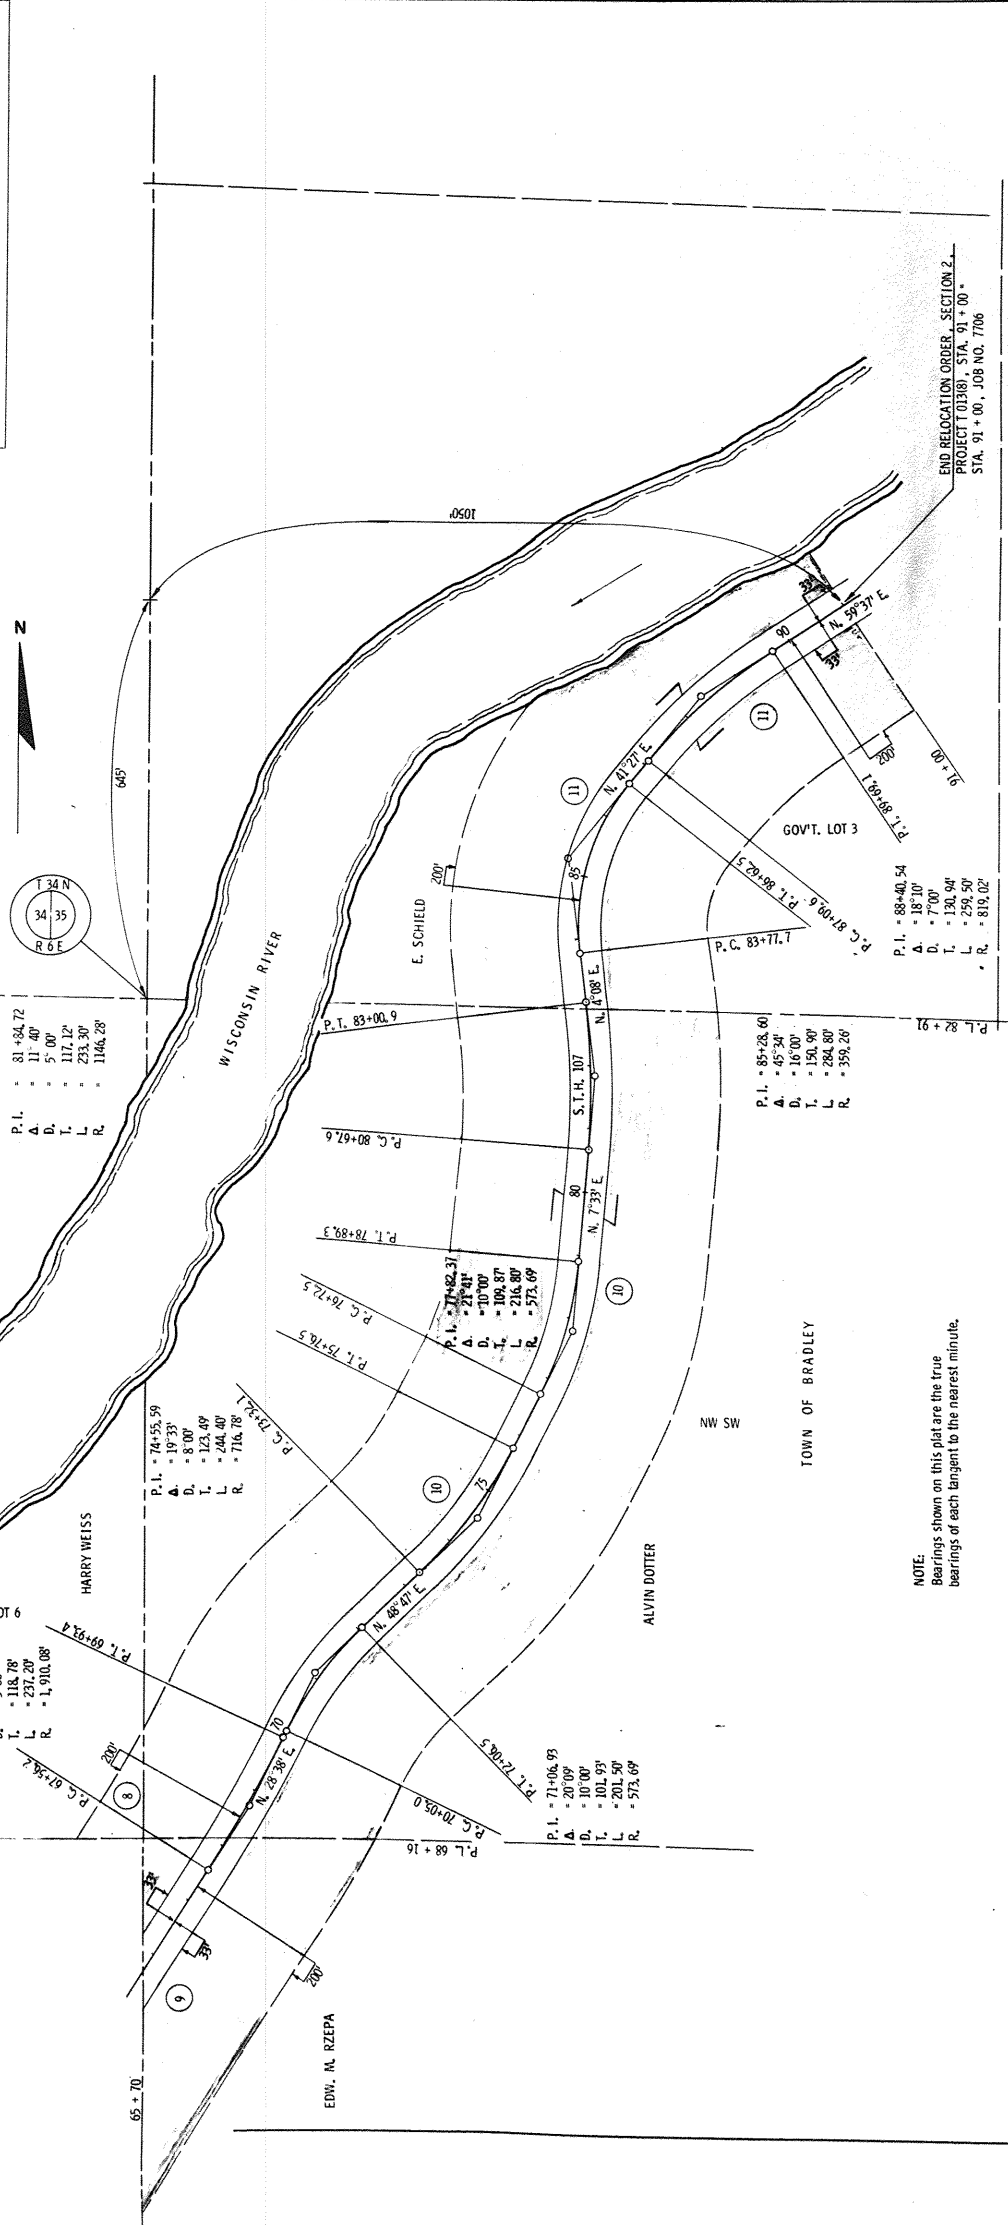 N
T 34 N
34 35
R 6 E
645'
1050'
P. I. = 81 +84.72
Δ. = 11° 40'
D. = 5° 00'
T. = 117.12'
L = 233.30'
R. = 1146.28'
WISCONSIN RIVER
E. SCHIELD
200'
END RELOCATION ORDER, SECTION 2,
PROJECT T 013(8), STA. 91 + 00 =
STA. 91 + 00, JOB NO. 7706
33'
33'
N. 59°37' E.
90
200'
91 + 00
P. T. 89+69.1
11
11
N. 41°27' E.
GOV'T. LOT 3
P. C. 87+09.6
P. T. 86+62.5
85
P. C. 83+77.7
P. I. = 88+40.54
Δ. = 18°10'
D. = 7°00'
T. = 130.94'
L = 259.50'
R. = 819.02'
N. 4°08' E.
P. T. 83+00.9
P. L. 82 + 91
P. I. = 85+28.60
Δ. = 45°34'
D. = 16°00'
T. = 150.90'
L = 284.80'
R. = 359.26'
S. T. H. 107
P. C. 80+67.6
80
N. 7°33' E.
P. T. 78+89.3
P. I. = 77+82.37
Δ. = 21°41'
D. = 10°00'
T. = 109.87'
L = 216.80'
R. = 573.69'
10
P. C. 76+72.5
P. T. 75+76.5
TOWN OF BRADLEY
NW SW
75
10
P. C. 73+32.1
P. I. = 74+55.59
Δ. = 19°33'
D. = 8°00'
T. = 123.49'
L = 244.40'
R. = 716.78'
HARRY WEISS
N. 48°47' E.
ALVIN DOTTER
NOTE:
Bearings shown on this plat are the true
bearings of each tangent to the nearest minute.
P. T. 72+06.5
P. I. = 71+06.93
Δ. = 20°09'
D. = 10°00'
T. = 101.93'
L = 201.50'
R. = 573.69'
P. T. 69+93.4
T. = 118.78'
L = 237.20'
R. = 1,910.08'
70
N. 28°38' E.
P. C. 70+05.0
P. L. 68 + 16
200'
8
P. C. 67+56.2
33'
33'
9
200'
EDW. M. RZEPA
65 + 70